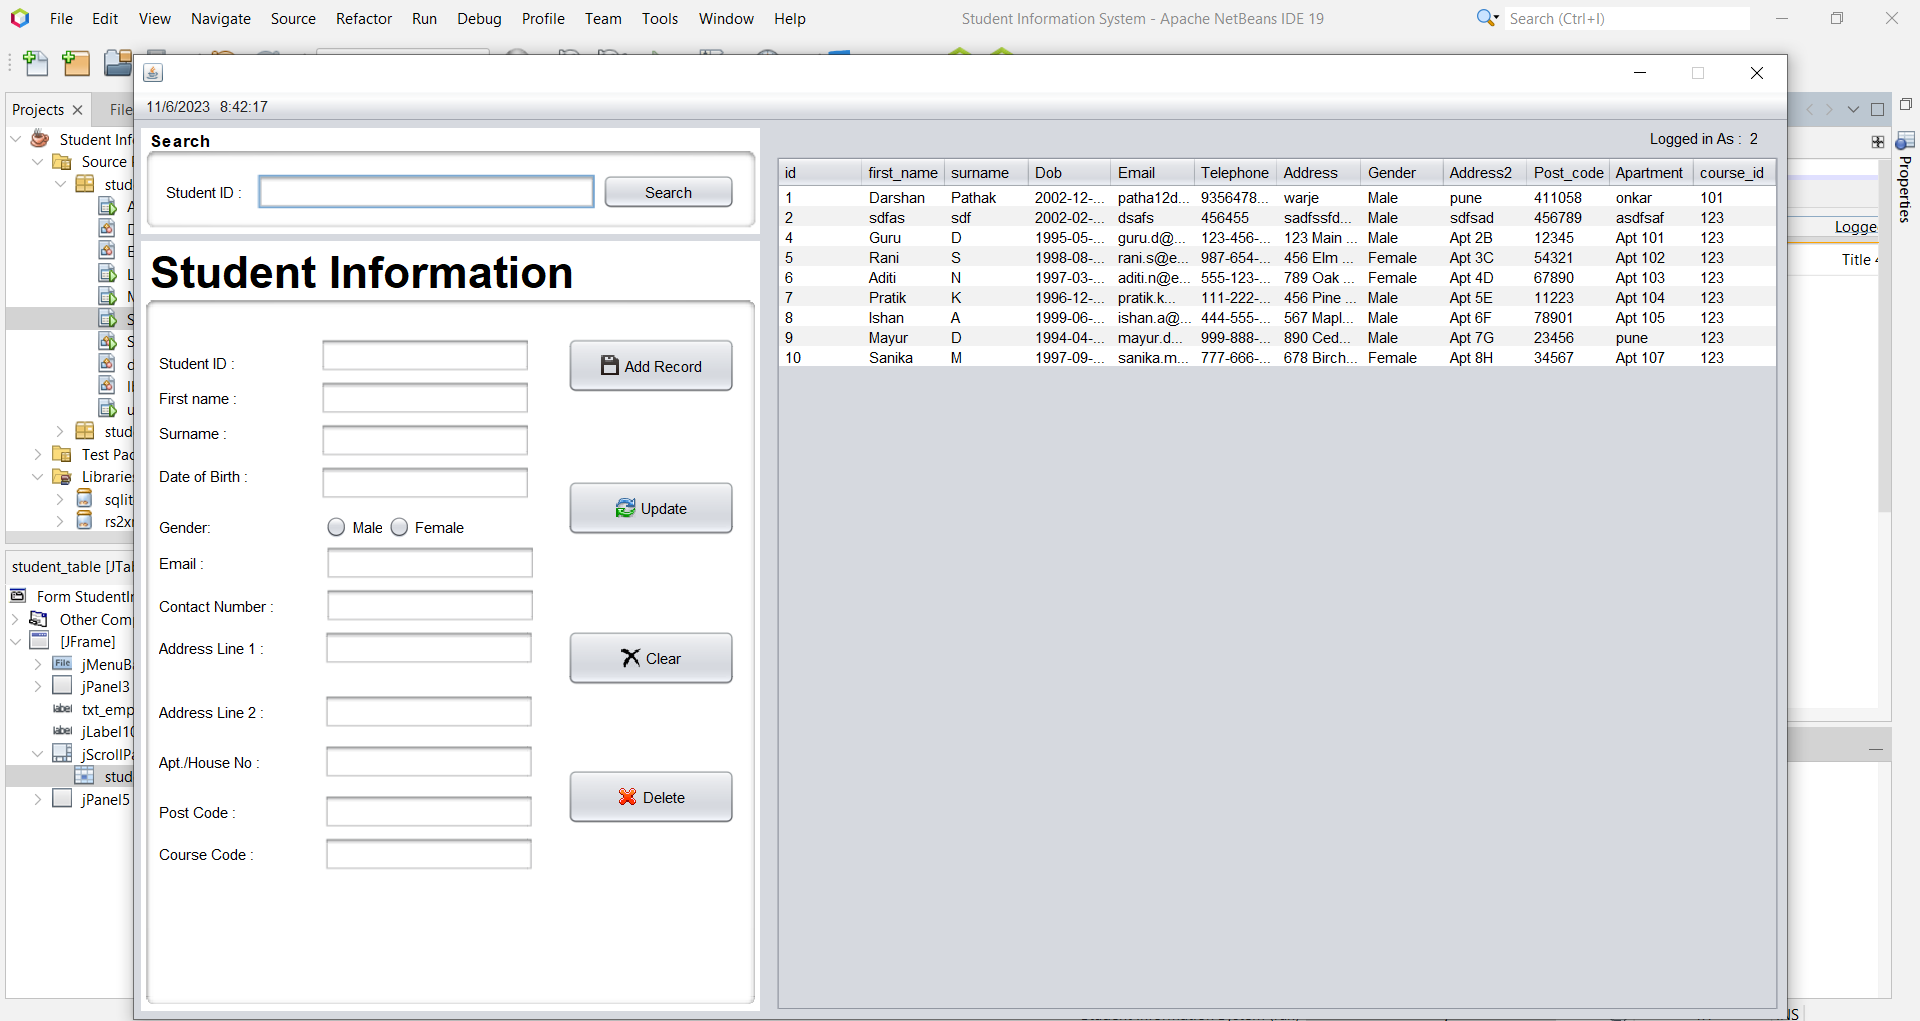 File Edit View Navigate Source Refactor Run Debug Profile Team Tools Window Help
Student Information System - Apache NetBeans IDE 19
Search (Ctrl+I)
Projects
Student Inf
Source
stud
stud
Test Pac
Librarie
sqlit
rs2x
student_table [JTa
Form StudentI
Other Com
[JFrame]
jMenuB
jPanel3
txt_emp
jLabel10
jScrollPa
stud
jPanel5
11/6/2023 8:42:17
Search
Student ID :
Search
Student Information
Student ID :
First name :
Surname :
Date of Birth :
Gender:
Male Female
Email :
Contact Number :
Address Line 1 :
Address Line 2 :
Apt./House No :
Post Code :
Course Code :
Add Record
Update
Clear
Delete
Logged in As : 2
id first_name surname Dob Email Telephone Address Gender Address2 Post_code Apartment course_id
1 Darshan Pathak 2002-12-... patha12d... 9356478... warje Male pune 411058 onkar 101
2 sdfas sdf 2002-02-... dsafs 456455 sadfssfd... Male sdfsad 456789 asdfsaf 123
4 Guru D 1995-05-... guru.d@... 123-456-... 123 Main ... Male Apt 2B 12345 Apt 101 123
5 Rani S 1998-08-... rani.s@e... 987-654-... 456 Elm ... Female Apt 3C 54321 Apt 102 123
6 Aditi N 1997-03-... aditi.n@e... 555-123-... 789 Oak ... Female Apt 4D 67890 Apt 103 123
7 Pratik K 1996-12-... pratik.k... 111-222-... 456 Pine ... Male Apt 5E 11223 Apt 104 123
8 Ishan A 1999-06-... ishan.a@... 444-555-... 567 Mapl... Male Apt 6F 78901 Apt 105 123
9 Mayur D 1994-04-... mayur.d... 999-888-... 890 Ced... Male Apt 7G 23456 pune 123
10 Sanika M 1997-09-... sanika.m... 777-666-... 678 Birch... Female Apt 8H 34567 Apt 107 123
Logge
Title
Properties